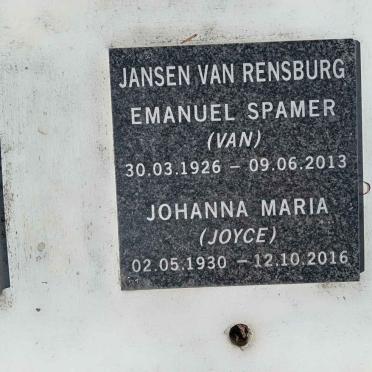 JANSEN VAN RENSBURG
EMANUEL SPAMER
(VAN)
30.03.1926 – 09.06.2013
JOHANNA MARIA
(JOYCE)
02.05.1930 – 12.10.2016